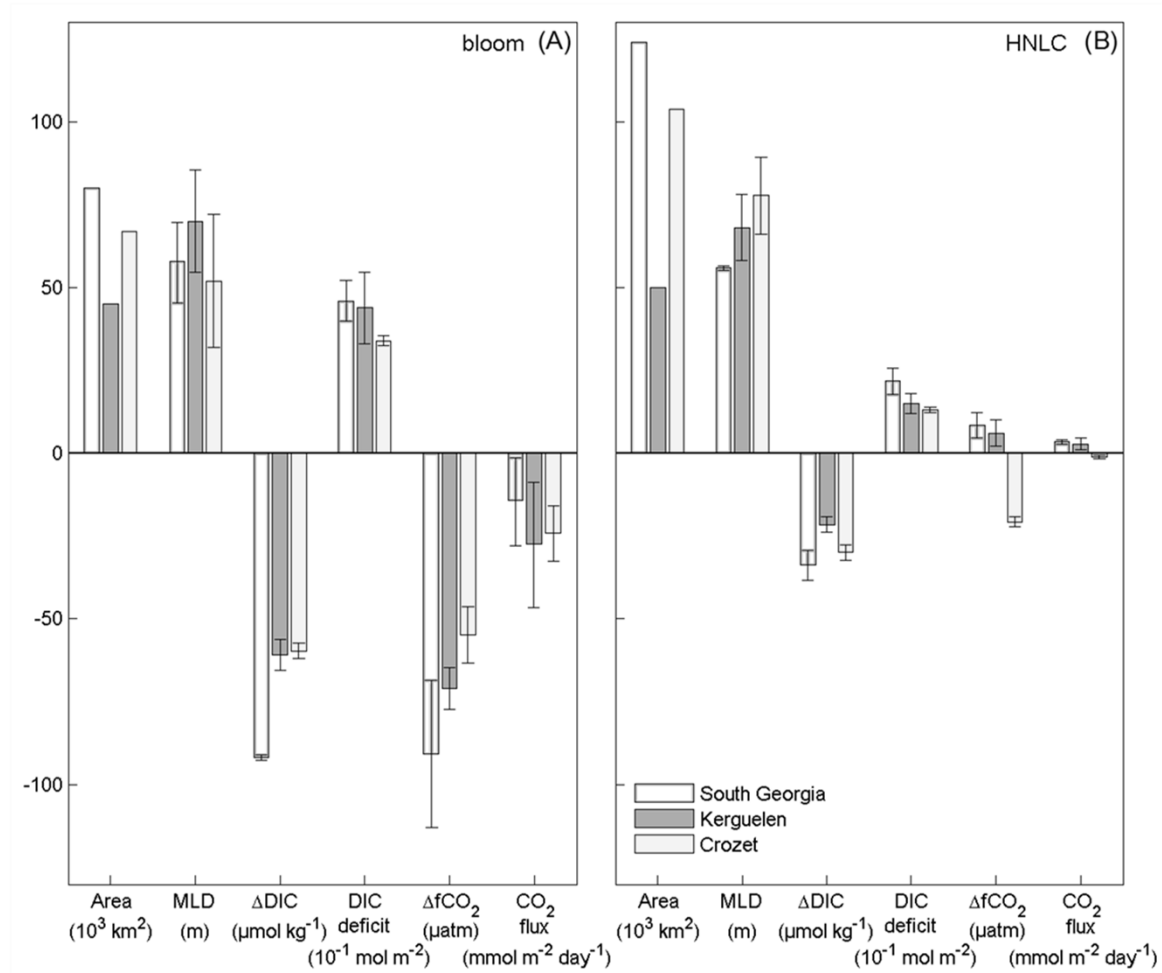 bloom (A)
HNLC (B)
100
50
0
-50
-100
South Georgia
Kerguelen
Crozet
Area
(10³ km²)
MLD
(m)
ΔDIC
(μmol kg⁻¹)
DIC
deficit
(10⁻¹ mol m⁻²)
ΔfCO₂
(μatm)
CO₂
flux
(mmol m⁻² day⁻¹)
Area
(10³ km²)
MLD
(m)
ΔDIC
(μmol kg⁻¹)
DIC
deficit
(10⁻¹ mol m⁻²)
ΔfCO₂
(μatm)
CO₂
flux
(mmol m⁻² day⁻¹)